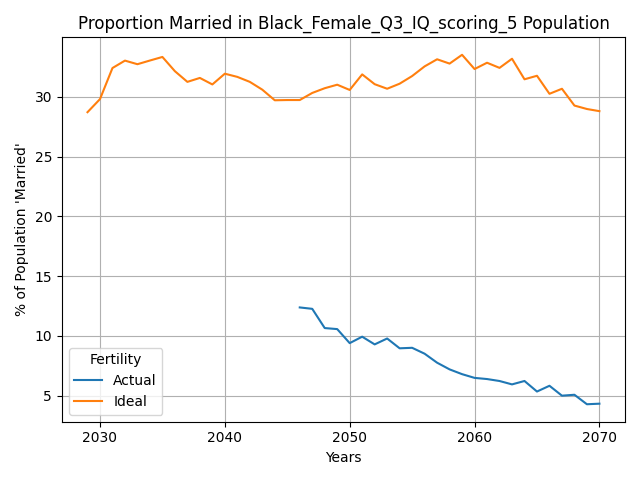 Proportion Married in Black_Female_Q3_IQ_scoring_5 Population
% of Population 'Married'
30
25
20
15
10
5
Fertility
Actual
Ideal
2030
2040
2050
2060
2070
Years